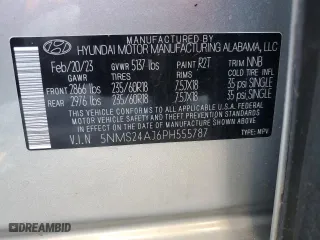 HYUNDAI MOTOR MANUFACTURING ALABAMA, LLC
Feb/20/23 GVWR 5137 lbs PAINT R2T TRIM NNB
GAWR TIRES RIMS COLD INFL. PR.
FRONT 2866 lbs 235/60R18 7.5JX18 35 psi, SINGLE
REAR 2976 lbs 235/60R18 7.5JX18 35 psi, SINGLE
THIS VEHICLE CONFORMS TO ALL APPLICABLE
FEDERAL MOTOR VEHICLE SAFETY, BUMPER, AND
THEFT PREVENTION STANDARDS IN EFFECT ON
THE DATE OF MANUFACTURE SHOWN ABOVE.
V.I.N 5NMS24AJ6PH555787 TYPE: MPV
DREAMBID